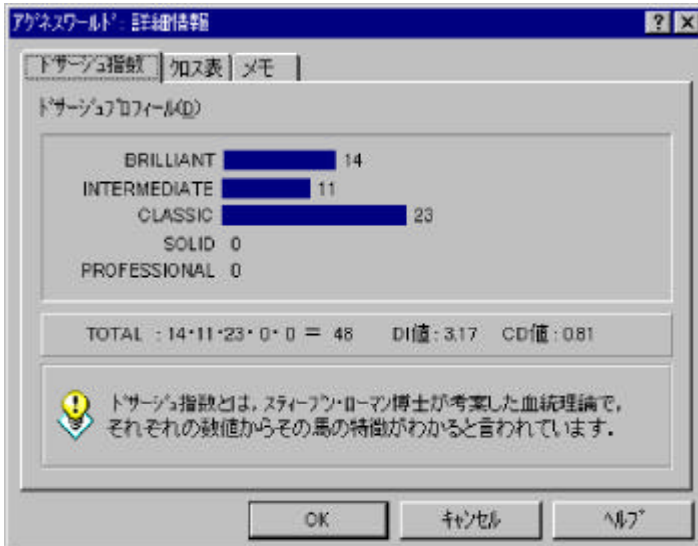 ｱｸﾞﾈｽﾜｰﾙﾄﾞ：詳細情報
ﾄﾞｻｰｼﾞｭ指数 ｸﾛｽ表 メモ
ﾄﾞｻｰｼﾞｭﾌﾟﾛﾌｨｰﾙ(D)
BRILLIANT 14
INTERMEDIATE 11
CLASSIC 23
SOLID 0
PROFESSIONAL 0
TOTAL ：14･11･23･0･0 ＝ 48 DI値：3.17 CD値：0.81
ﾄﾞｻｰｼﾞｭ指数とは、ｽﾃｨｰﾌﾞﾝ･ﾛｰﾏﾝ博士が考案した血統理論で、
それぞれの数値からその馬の特徴がわかると言われています．
OK ｷｬﾝｾﾙ ﾍﾙﾌﾟ